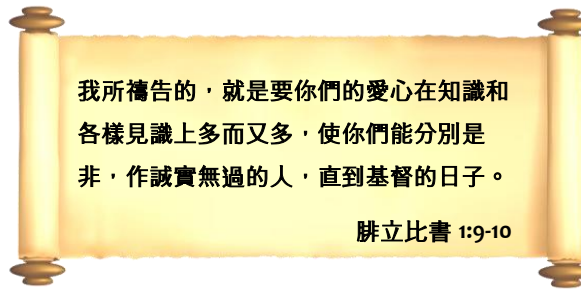 我所禱告的，就是要你們的愛心在知識和
各樣見識上多而又多，使你們能分別是
非，作誠實無過的人，直到基督的日子。
腓立比書 1:9-10